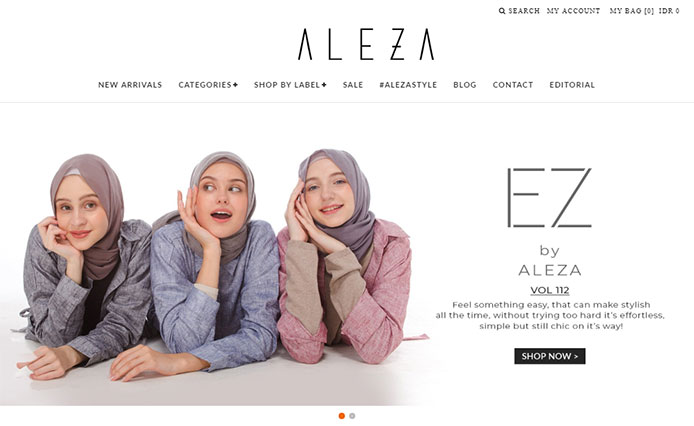 SEARCH MY ACCOUNT MY BAG [0] IDR 0
ALEZA
NEW ARRIVALS CATEGORIES+ SHOP BY LABEL+ SALE #ALEZASTYLE BLOG CONTACT EDITORIAL
EZ
by
ALEZA
VOL 112
Feel something easy, that can make stylish
all the time, without trying too hard it's effortless,
simple but still chic on it's way!
SHOP NOW >